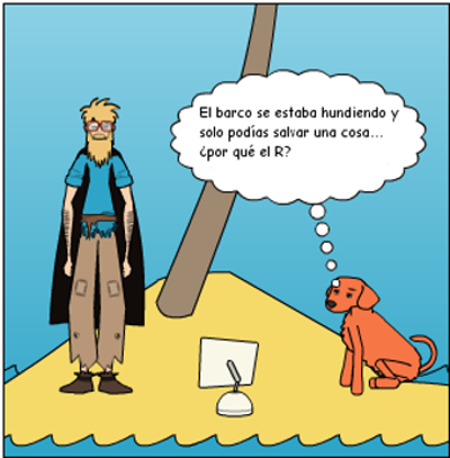 El barco se estaba hundiendo y
solo podías salvar una cosa...
¿por qué el R?